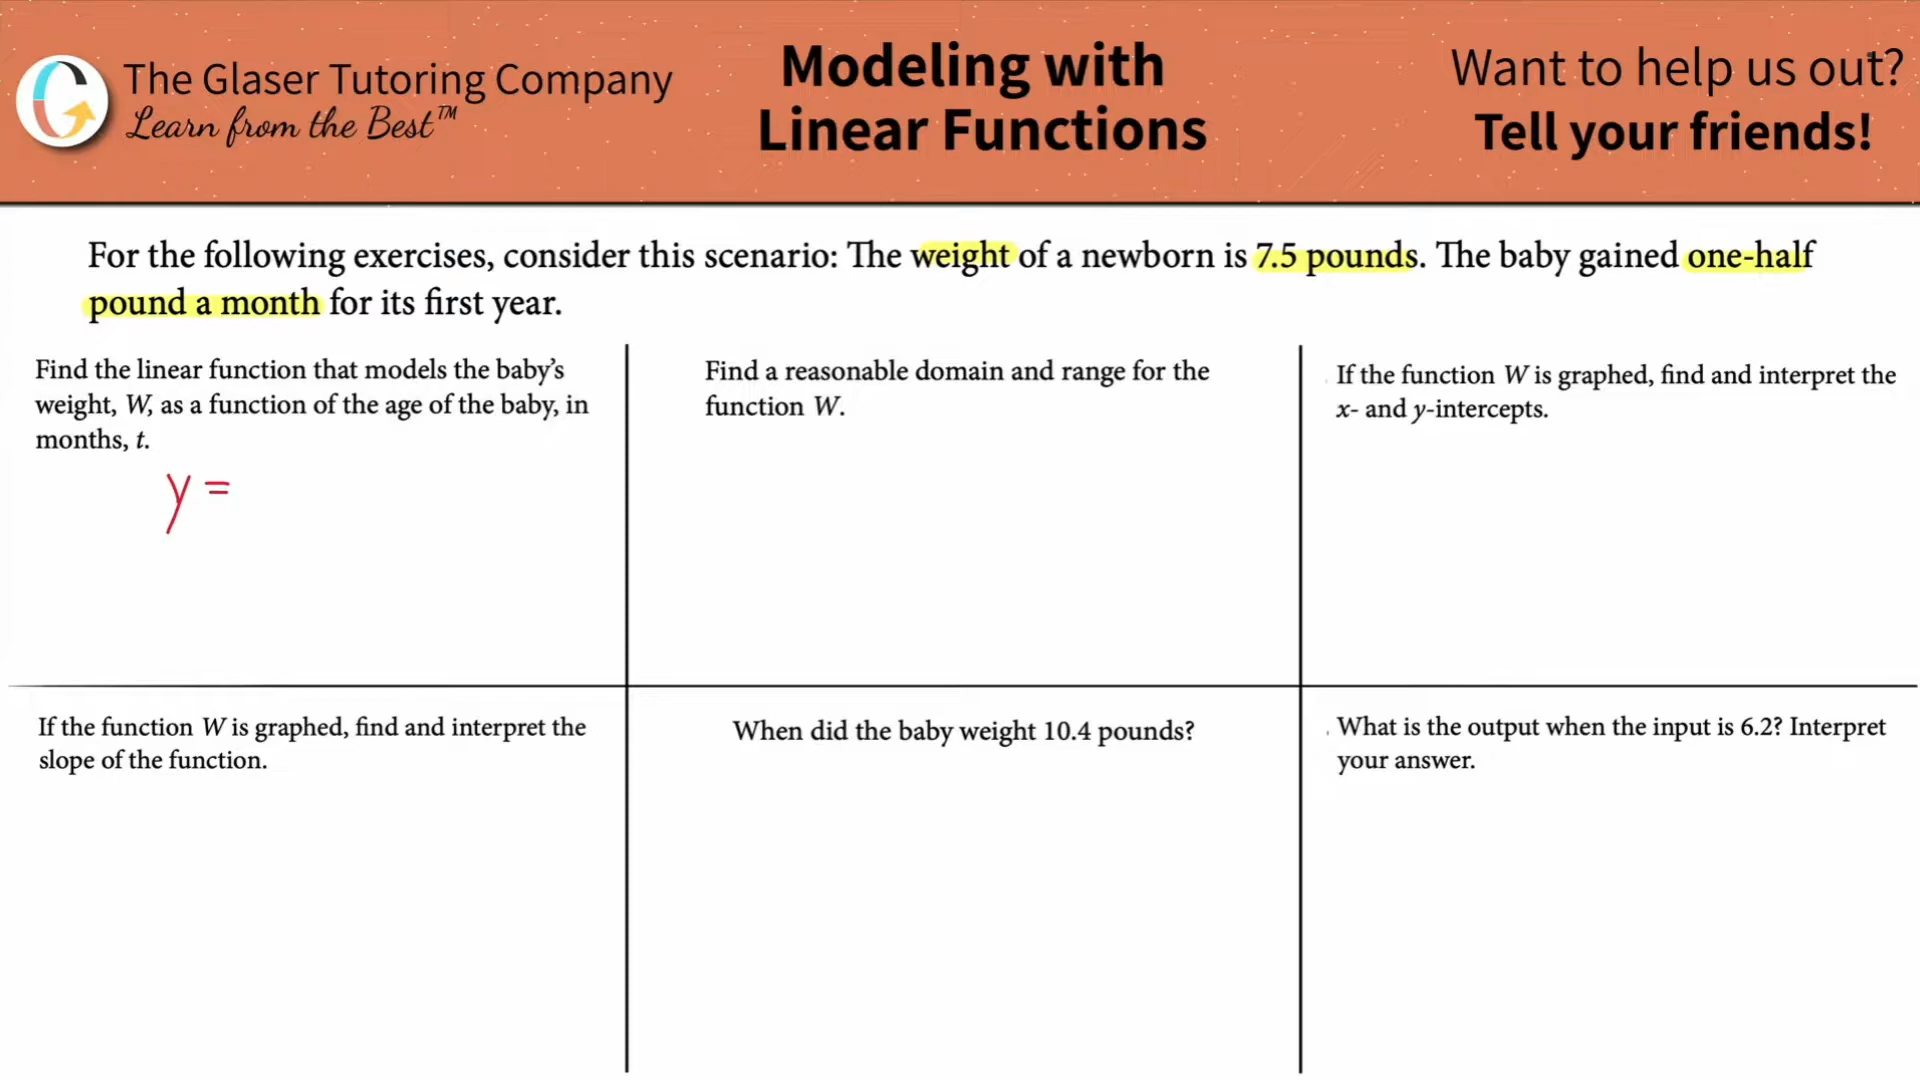 The Glaser Tutoring Company
Learn from the Best™
Modeling with
Linear Functions
Want to help us out?
Tell your friends!
For the following exercises, consider this scenario: The weight of a newborn is 7.5 pounds. The baby gained one-half
pound a month for its first year.
Find the linear function that models the baby's
weight, W, as a function of the age of the baby, in
months, t.
y =
Find a reasonable domain and range for the
function W.
If the function W is graphed, find and interpret the
x- and y-intercepts.
If the function W is graphed, find and interpret the
slope of the function.
When did the baby weight 10.4 pounds?
What is the output when the input is 6.2? Interpret
your answer.